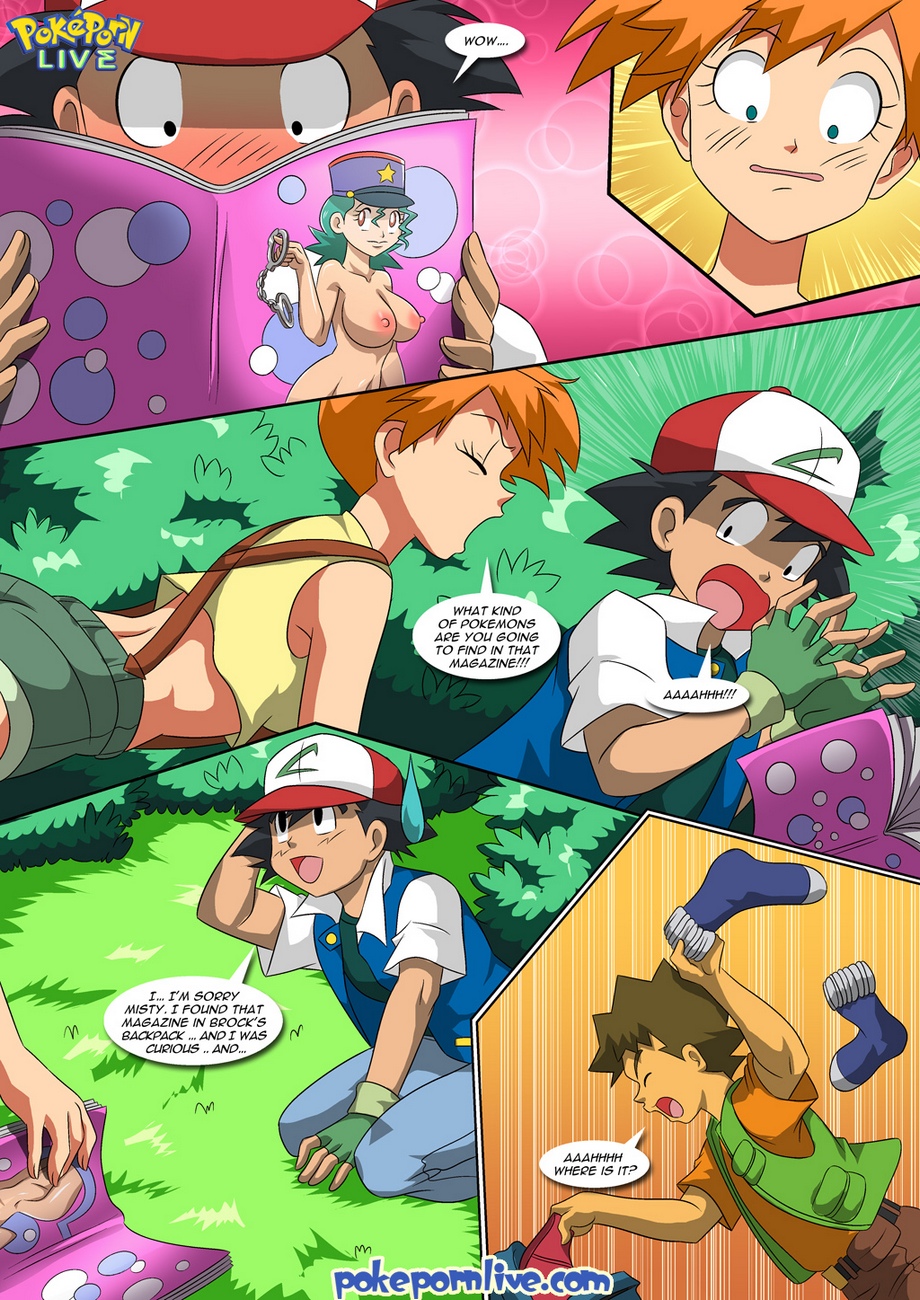 POKÉPORN
LIVE
WOW....
WHAT KIND
OF POKEMONS
ARE YOU GOING
TO FIND IN THAT
MAGAZINE!!!
AAAAHHH!!!
I... I'M SORRY
MISTY. I FOUND THAT
MAGAZINE IN BROCK'S
BACKPACK ... AND I WAS
CURIOUS .. AND...
AAAHHHH
WHERE IS IT?
pokepornlive.com